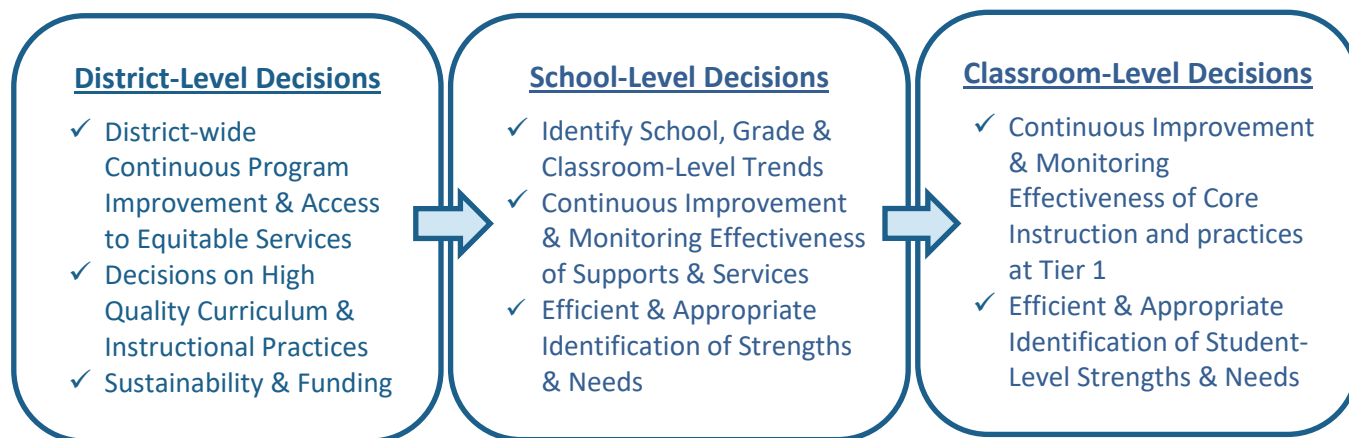 District-Level Decisions
✓ District-wide
Continuous Program
Improvement & Access
to Equitable Services
✓ Decisions on High
Quality Curriculum &
Instructional Practices
✓ Sustainability & Funding
School-Level Decisions
✓ Identify School, Grade &
Classroom-Level Trends
✓ Continuous Improvement
& Monitoring Effectiveness
of Supports & Services
✓ Efficient & Appropriate
Identification of Strengths
& Needs
Classroom-Level Decisions
✓ Continuous Improvement
& Monitoring
Effectiveness of Core
Instruction and practices
at Tier 1
✓ Efficient & Appropriate
Identification of Student-
Level Strengths & Needs